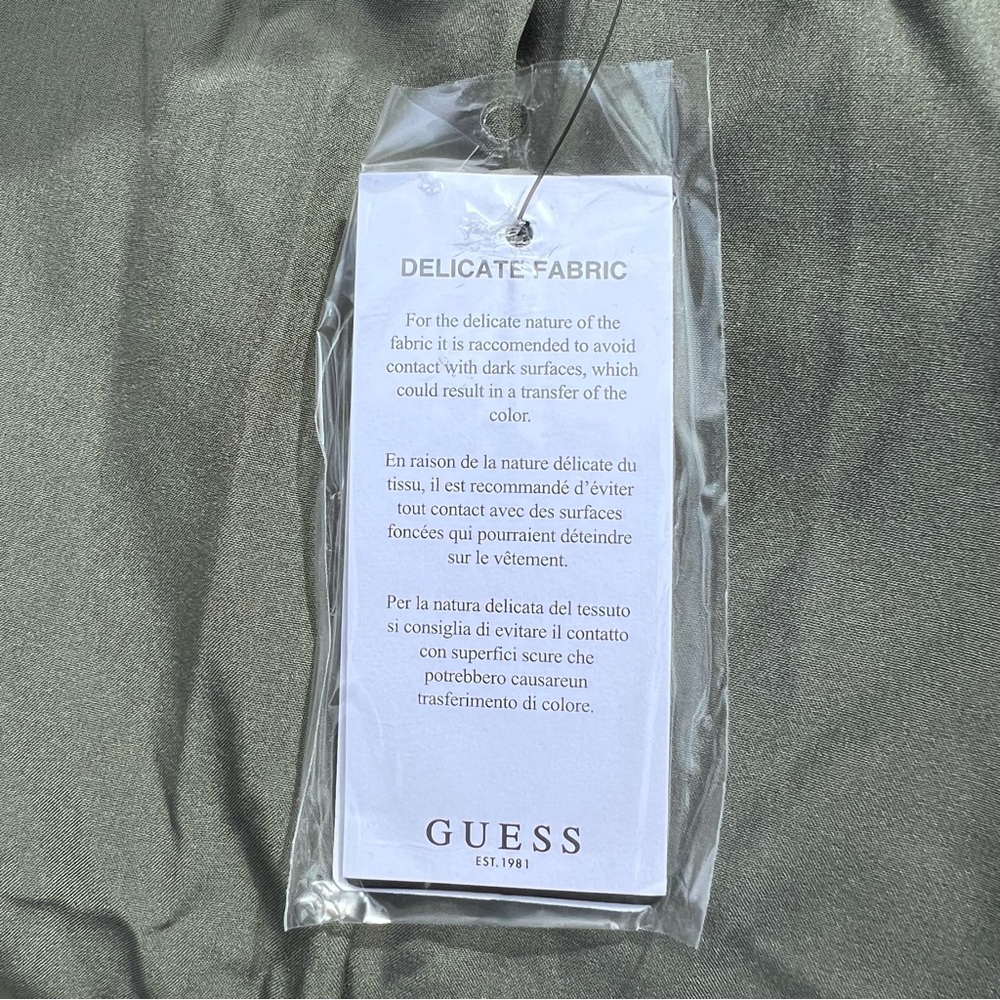 DELICATE FABRIC
For the delicate nature of the
fabric it is raccomended to avoid
contact with dark surfaces, which
could result in a transfer of the
color.
En raison de la nature délicate du
tissu, il est recommandé d’éviter
tout contact avec des surfaces
foncées qui pourraient déteindre
sur le vêtement.
Per la natura delicata del tessuto
si consiglia di evitare il contatto
con superfici scure che
potrebbero causareun
trasferimento di colore.
GUESS
EST. 1981